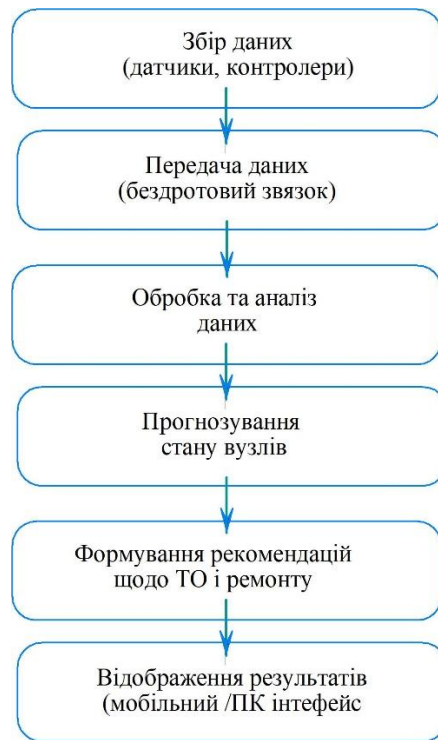 Збір даних
(датчики, контролери)
Передача даних
(бездротовий звязок)
Обробка та аналіз
даних
Прогнозування
стану вузлів
Формування рекомендацій
щодо ТО і ремонту
Відображення результатів
(мобільний /ПК інтефейс